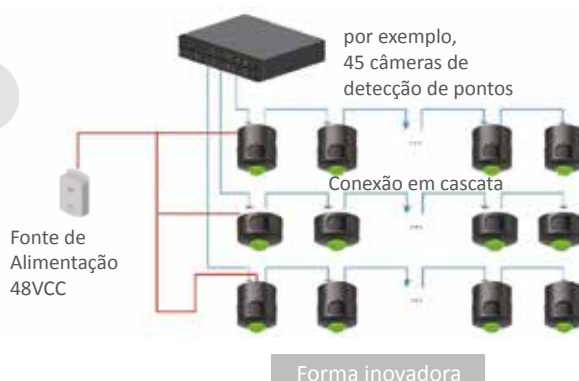 por exemplo,
45 câmeras de
detecção de pontos
Conexão em cascata
Fonte de
Alimentação
48VCC
Forma inovadora